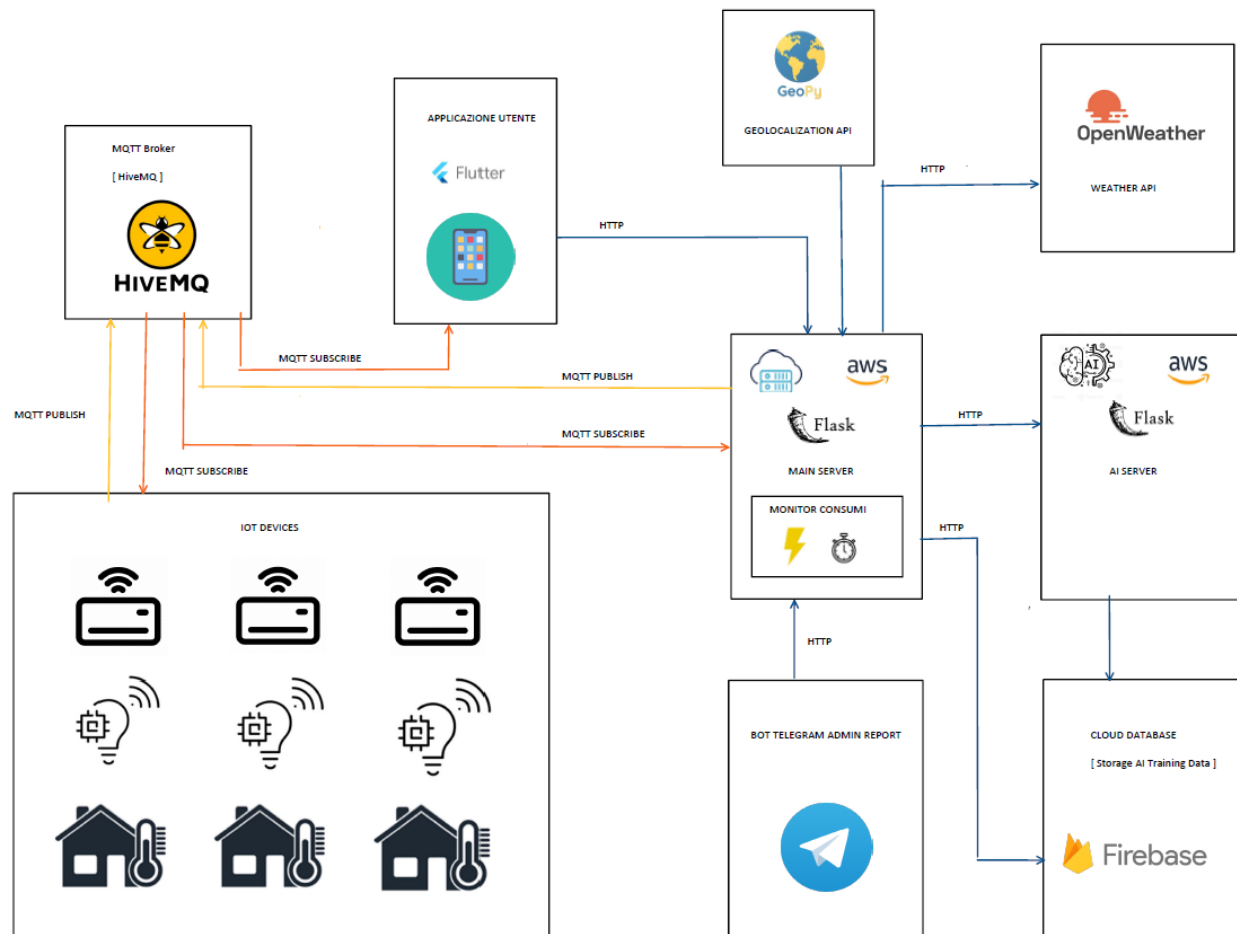 GeoPy
GEOLOCALIZATION API
OpenWeather
WEATHER API
APPLICAZIONE UTENTE
Flutter
MQTT Broker
[ HiveMQ ]
HIVEMQ
HTTP
HTTP
MQTT SUBSCRIBE
MQTT PUBLISH
MQTT SUBSCRIBE
MQTT PUBLISH
MQTT SUBSCRIBE
aws
Flask
MAIN SERVER
MONITOR CONSUMI
HTTP
AI
aws
Flask
AI SERVER
HTTP
HTTP
IOT DEVICES
BOT TELEGRAM ADMIN REPORT
CLOUD DATABASE
[ Storage AI Training Data ]
Firebase